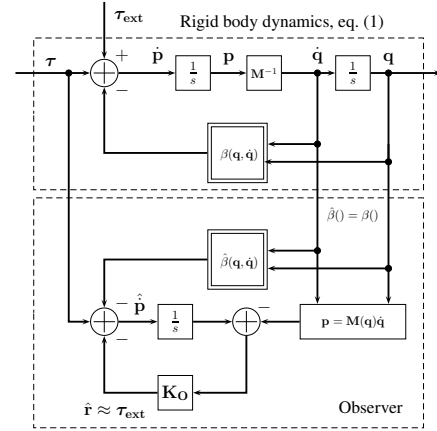 τ_ext
Rigid body dynamics, eq. (1)
τ
+
−
ṗ
1/s
p
M⁻¹
q̇
1/s
q
β(q, q̇)
β̂() = β()
β̂(q, q̇)
−
−
p̂̇
1/s
−
p = M(q)q̇
K_O
r̂ ≈ τ_ext
Observer